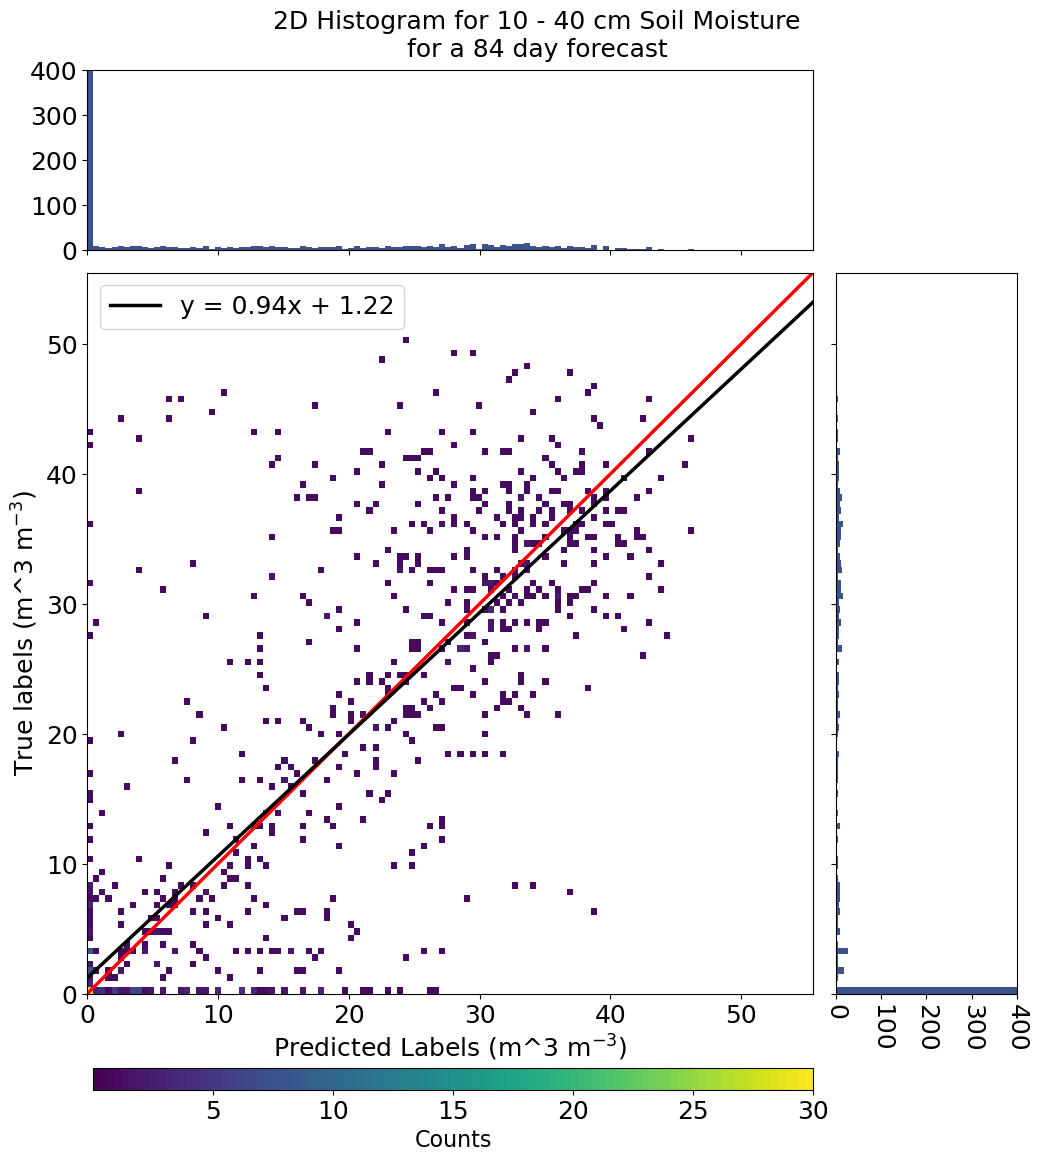 2D Histogram for 10 - 40 cm Soil Moisture
for a 84 day forecast
400
300
200
100
0
y = 0.94x + 1.22
50
40
30
20
10
0
True labels (m^3 m⁻³)
0 10 20 30 40 50
Predicted Labels (m^3 m⁻³)
0 100 200 300 400
5 10 15 20 25 30
Counts